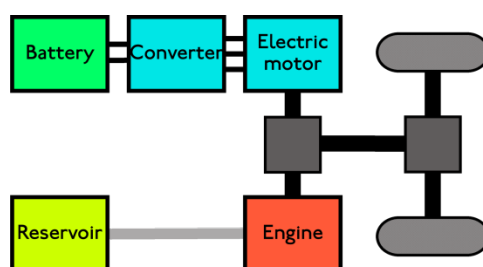 Battery
Converter
Electric
motor
Reservoir
Engine